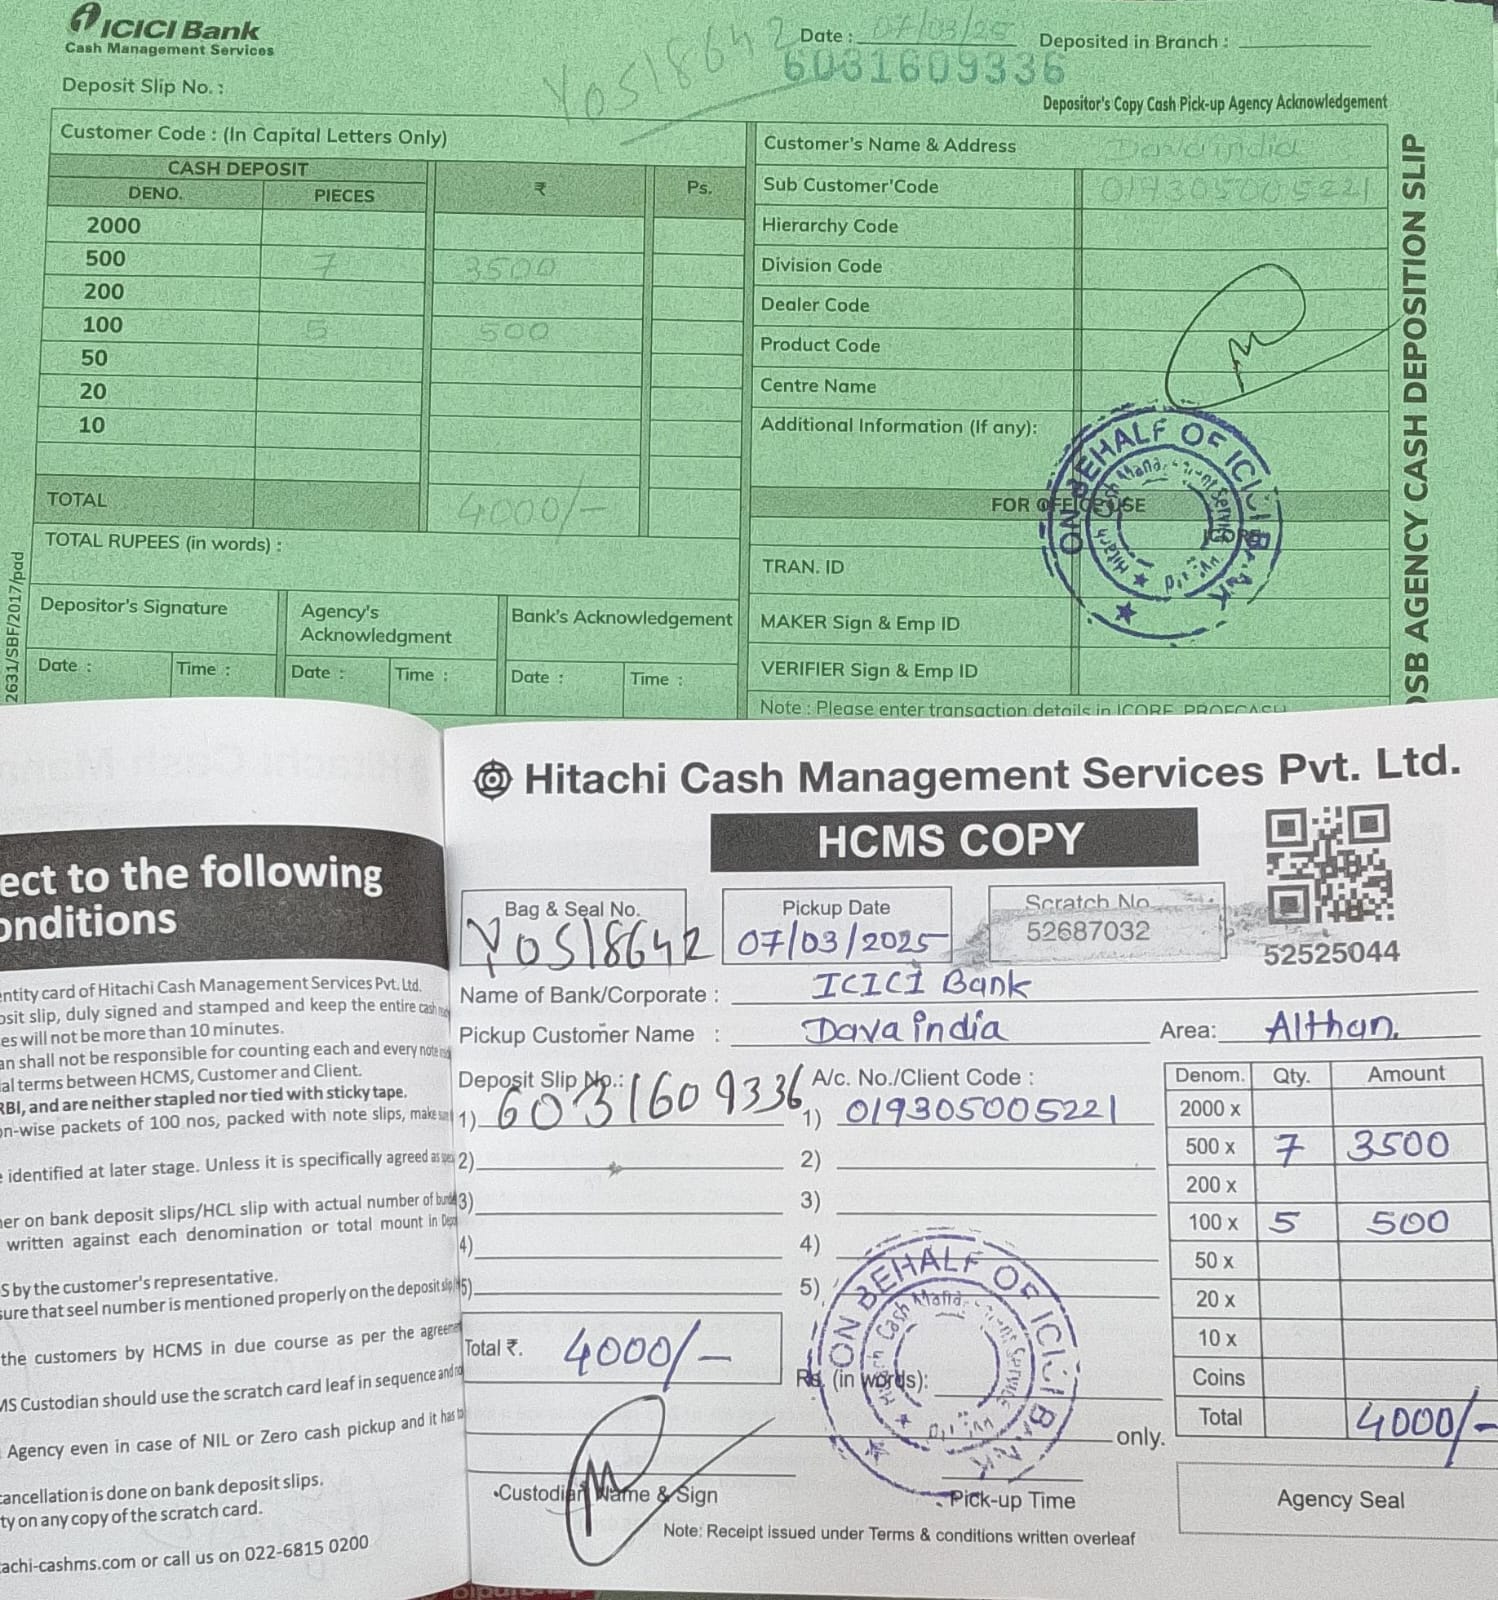 ICICI Bank
Cash Management Services
Date : 07/03/25 Deposited in Branch :
YOS18642
6031609336
Deposit Slip No. :
Depositor's Copy Cash Pick-up Agency Acknowledgement
Customer Code : (In Capital Letters Only)
CASH DEPOSIT
DENO. PIECES ₹ Ps.
2000
500 7 3500
200
100 5 500
50
20
10
TOTAL 4000/-
TOTAL RUPEES (in words) :
Depositor's Signature
Date : Time :
Agency's
Acknowledgment
Date : Time :
Bank's Acknowledgement
Date : Time :
Customer's Name & Address Davaindia
Sub Customer'Code 019305005221
Hierarchy Code
Division Code
Dealer Code
Product Code
Centre Name
Additional Information (If any):
FOR OFFICE USE
ICORE
TRAN. ID
MAKER Sign & Emp ID
VERIFIER Sign & Emp ID
Note : Please enter transaction details in ICORE
ON BEHALF OF ICICI BANK
DSB AGENCY CASH DEPOSITION SLIP
2631/SBF/2017/pad
ect to the following
onditions
entity card of Hitachi Cash Management Services Pvt. Ltd.
osit slip, duly signed and stamped and keep the entire cash
es will not be more than 10 minutes.
an shall not be responsible for counting each and every note
ial terms between HCMS, Customer and Client.
RBI, and are neither stapled nor tied with sticky tape.
on-wise packets of 100 nos, packed with note slips, make
e identified at later stage. Unless it is specifically agreed as
er on bank deposit slips/HCL slip with actual number of
written against each denomination or total mount in
S by the customer's representative.
sure that seel number is mentioned properly on the deposit
the customers by HCMS in due course as per the
MS Custodian should use the scratch card leaf in sequence and
Agency even in case of NIL or Zero cash pickup and it has
ancellation is done on bank deposit slips.
ty on any copy of the scratch card.
achi-cashms.com or call us on 022-6815 0200
Hitachi Cash Management Services Pvt. Ltd.
HCMS COPY
Bag & Seal No.
YOS18642
Pickup Date
07/03/2025
Scratch No.
52687032
52525044
Name of Bank/Corporate : ICICI Bank
Pickup Customer Name : Davaindia Area: Althan.
Deposit Slip No.: A/c. No./Client Code :
1) 6031609336 1) 019305005221
2) 2)
3) 3)
4) 4)
5) 5)
Denom. Qty. Amount
2000 x
500 x 7 3500
200 x
100 x 5 500
50 x
20 x
10 x
Coins
Total 4000/-
Total ₹. 4000/-
Rs. (in words):
only.
ON BEHALF OF ICICI BANK
Custodian Name & Sign
Pick-up Time
Agency Seal
Note: Receipt issued under Terms & conditions written overleaf